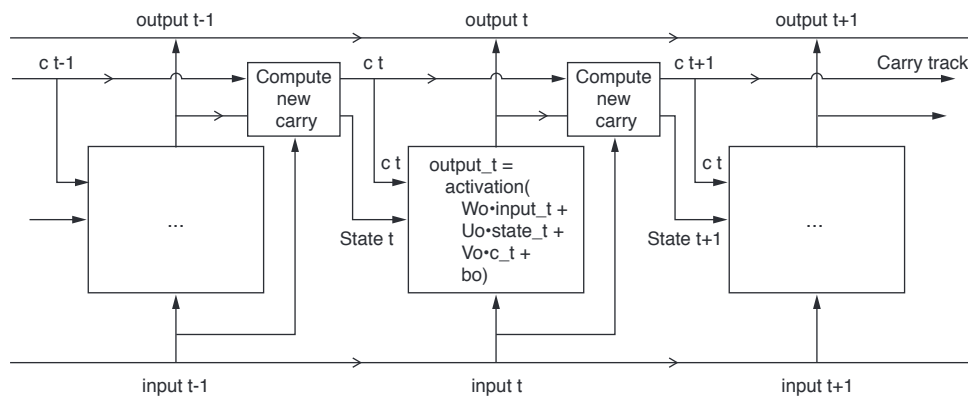 output t-1
output t
output t+1
c t-1
Compute
new
carry
c t
Compute
new
carry
c t+1
Carry track
...
c t
output_t =
activation(
Wo•input_t +
Uo•state_t +
Vo•c_t +
bo)
State t
c t
...
State t+1
input t-1
input t
input t+1